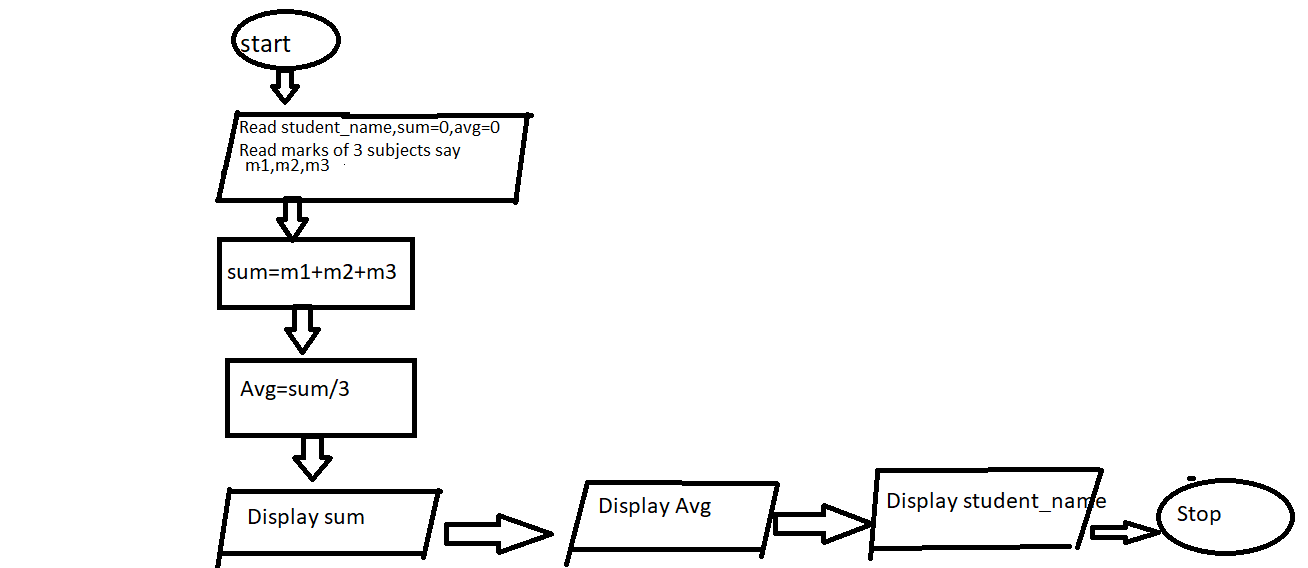 start
Read student_name,sum=0,avg=0
Read marks of 3 subjects say
m1,m2,m3
sum=m1+m2+m3
Avg=sum/3
Display sum
Display Avg
Display student_name
Stop